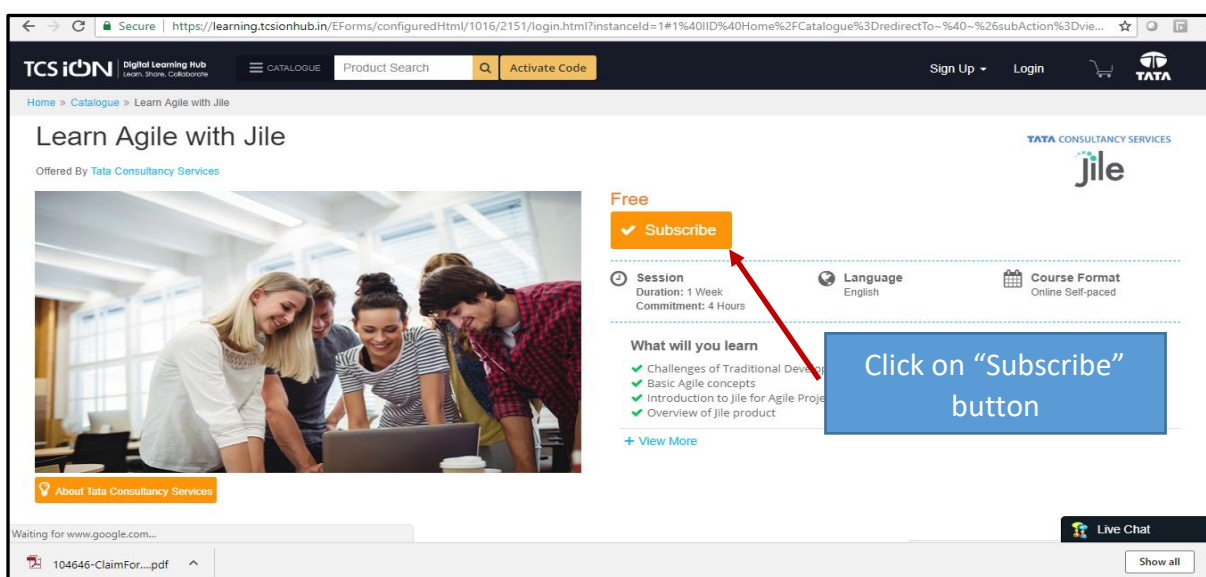 Secure | https://learning.tcsionhub.in/EForms/configuredHtml/1016/2151/login.html?instanceId=1#1%40IID%40Home%2FCatalogue%3DredirectTo~%40~%26subAction%3Dvie...
TCS iON Digital Learning Hub
Learn. Share. Collaborate
CATALOGUE Product Search Activate Code Sign Up Login TATA
Home » Catalogue » Learn Agile with Jile
Learn Agile with Jile
TATA CONSULTANCY SERVICES
jile
Offered By Tata Consultancy Services
Free
Subscribe
Session
Duration: 1 Week
Commitment: 4 Hours
Language
English
Course Format
Online Self-paced
What will you learn
Challenges of Traditional
Basic Agile concepts
Introduction to Jile for Agile
Overview of Jile product
+ View More
Click on “Subscribe”
button
About Tata Consultancy Services
Waiting for www.google.com...
Live Chat
104646-ClaimFor....pdf
Show all